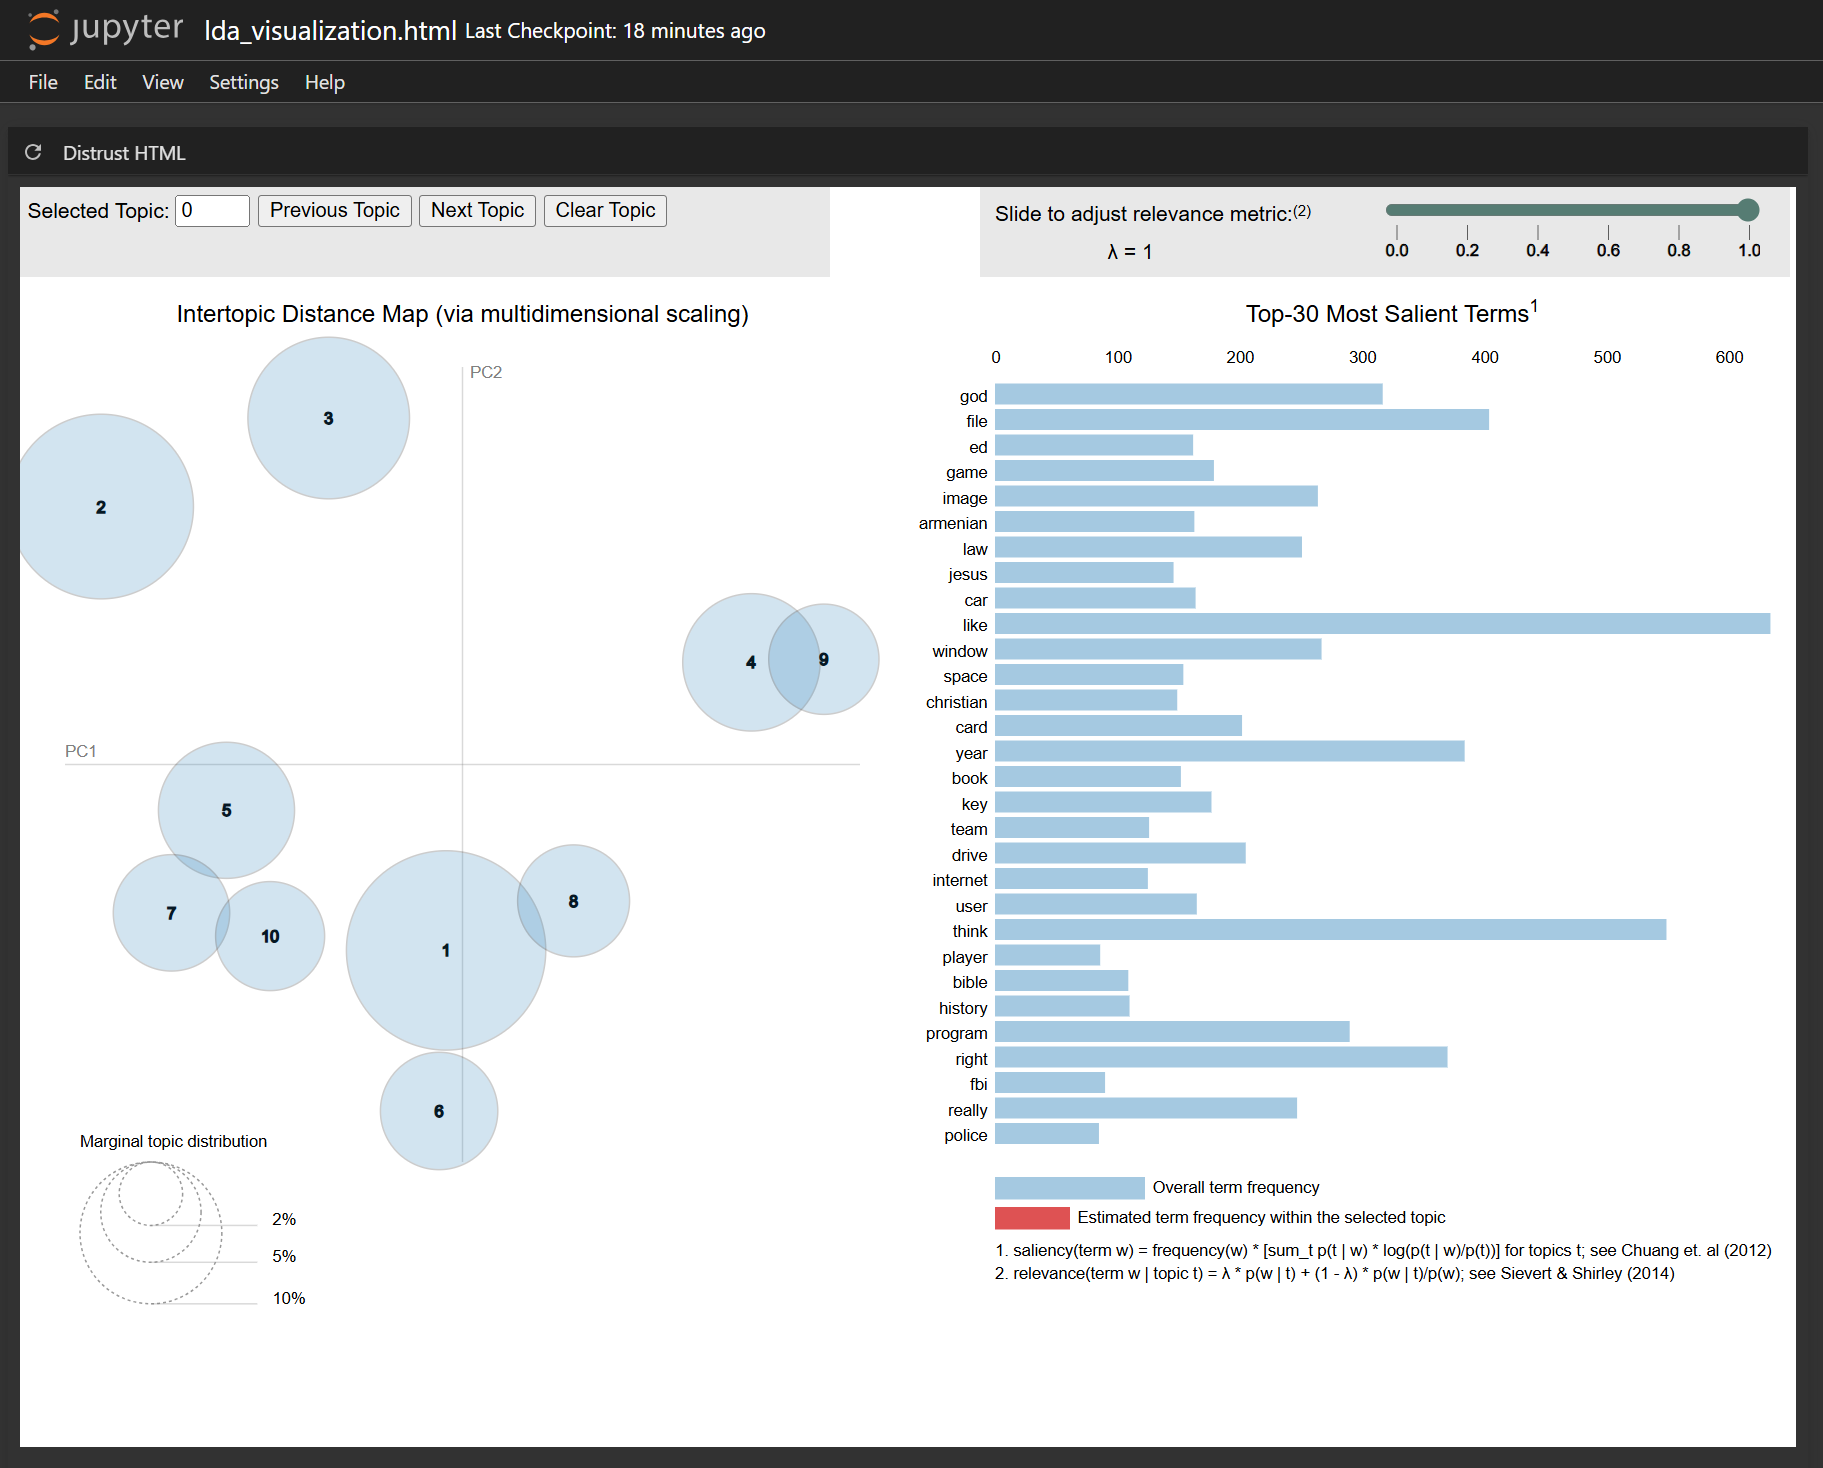 jupyter lda_visualization.html Last Checkpoint: 18 minutes ago
File Edit View Settings Help
Distrust HTML
Selected Topic: 0 Previous Topic Next Topic Clear Topic
Slide to adjust relevance metric:(2)
λ = 1
0.0 0.2 0.4 0.6 0.8 1.0
Intertopic Distance Map (via multidimensional scaling)
PC2
3
2
4
9
PC1
5
7
10
1
8
6
Marginal topic distribution
2%
5%
10%
Top-30 Most Salient Terms1
0 100 200 300 400 500 600
god
file
ed
game
image
armenian
law
jesus
car
like
window
space
christian
card
year
book
key
team
drive
internet
user
think
player
bible
history
program
right
fbi
really
police
Overall term frequency
Estimated term frequency within the selected topic
1. saliency(term w) = frequency(w) * [sum_t p(t | w) * log(p(t | w)/p(t))] for topics t; see Chuang et. al (2012)
2. relevance(term w | topic t) = λ * p(w | t) + (1 - λ) * p(w | t)/p(w); see Sievert & Shirley (2014)